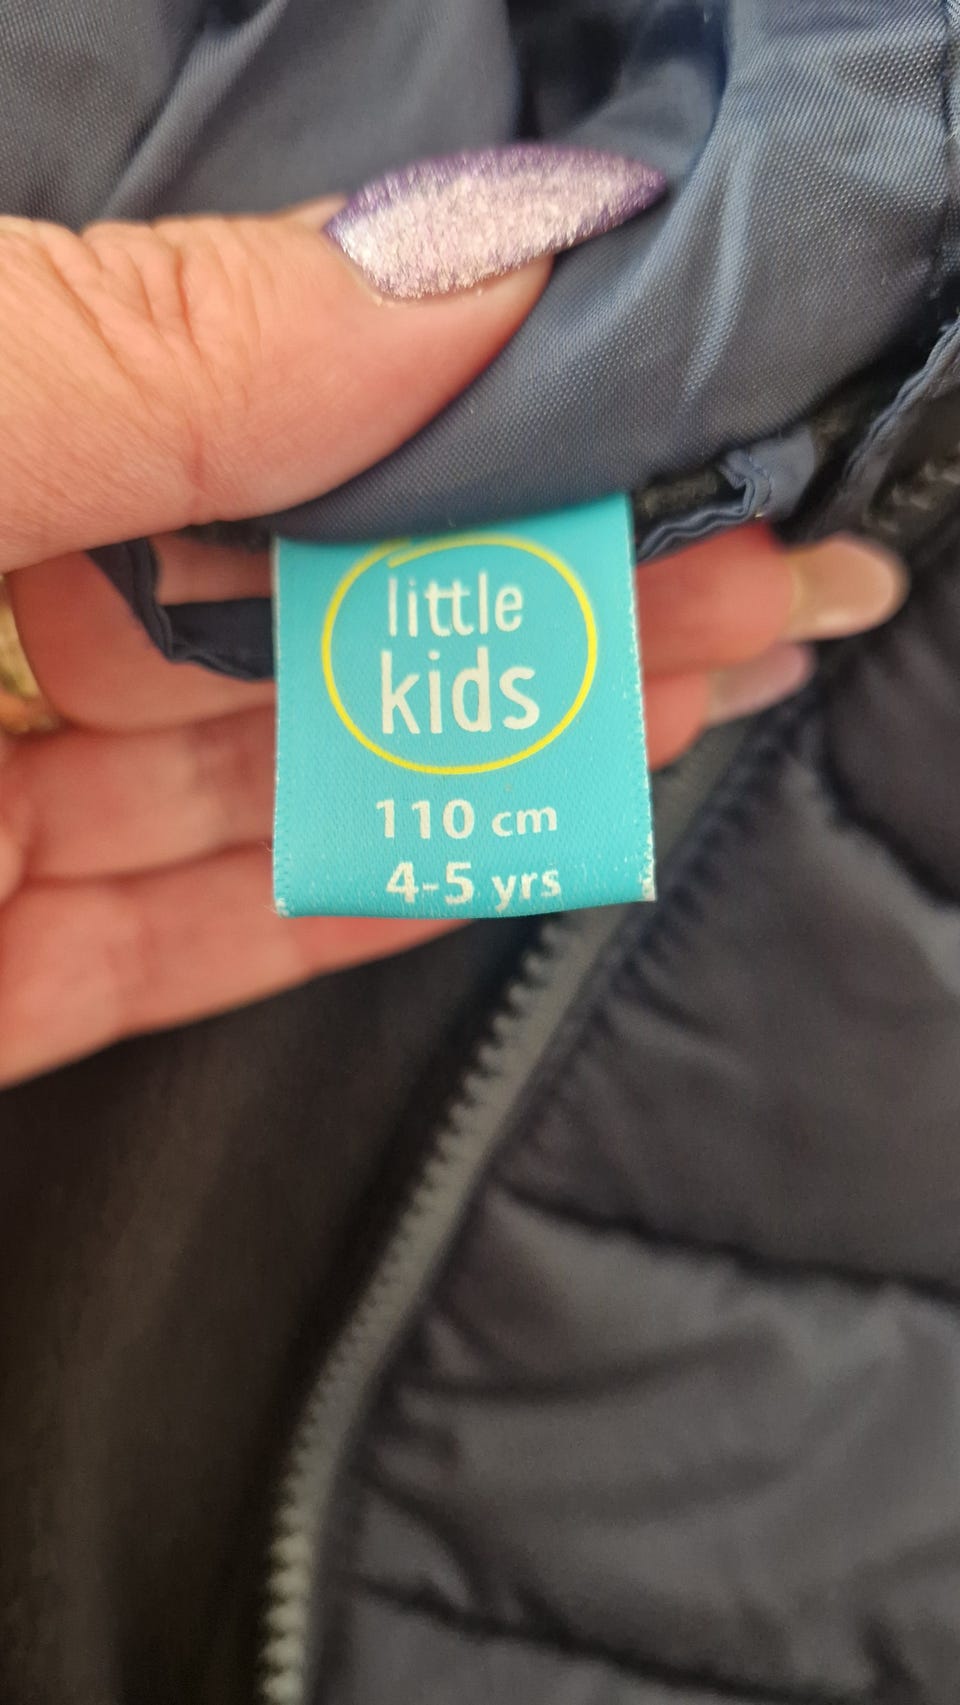 little
kids
110 cm
4-5 yrs